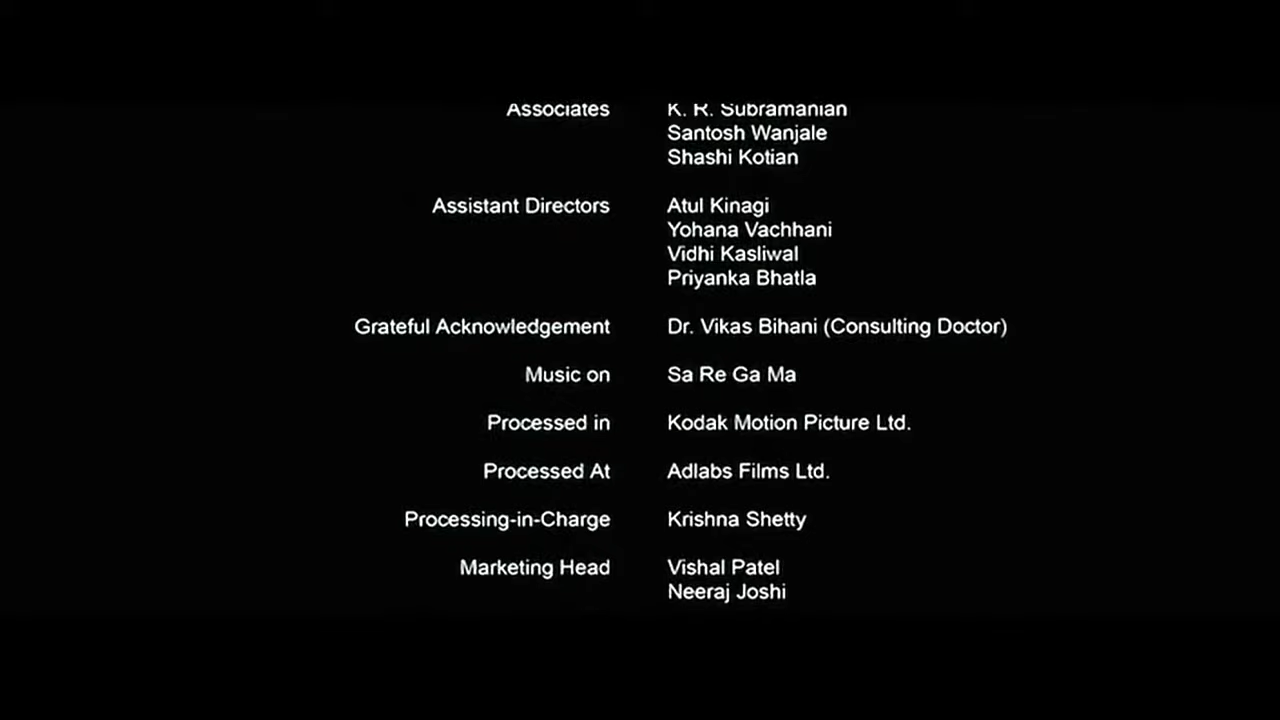 Associates K. R. Subramanian
Santosh Wanjale
Shashi Kotian
Assistant Directors Atul Kinagi
Yohana Vachhani
Vidhi Kasliwal
Priyanka Bhatla
Grateful Acknowledgement Dr. Vikas Bihani (Consulting Doctor)
Music on Sa Re Ga Ma
Processed in Kodak Motion Picture Ltd.
Processed At Adlabs Films Ltd.
Processing-in-Charge Krishna Shetty
Marketing Head Vishal Patel
Neeraj Joshi